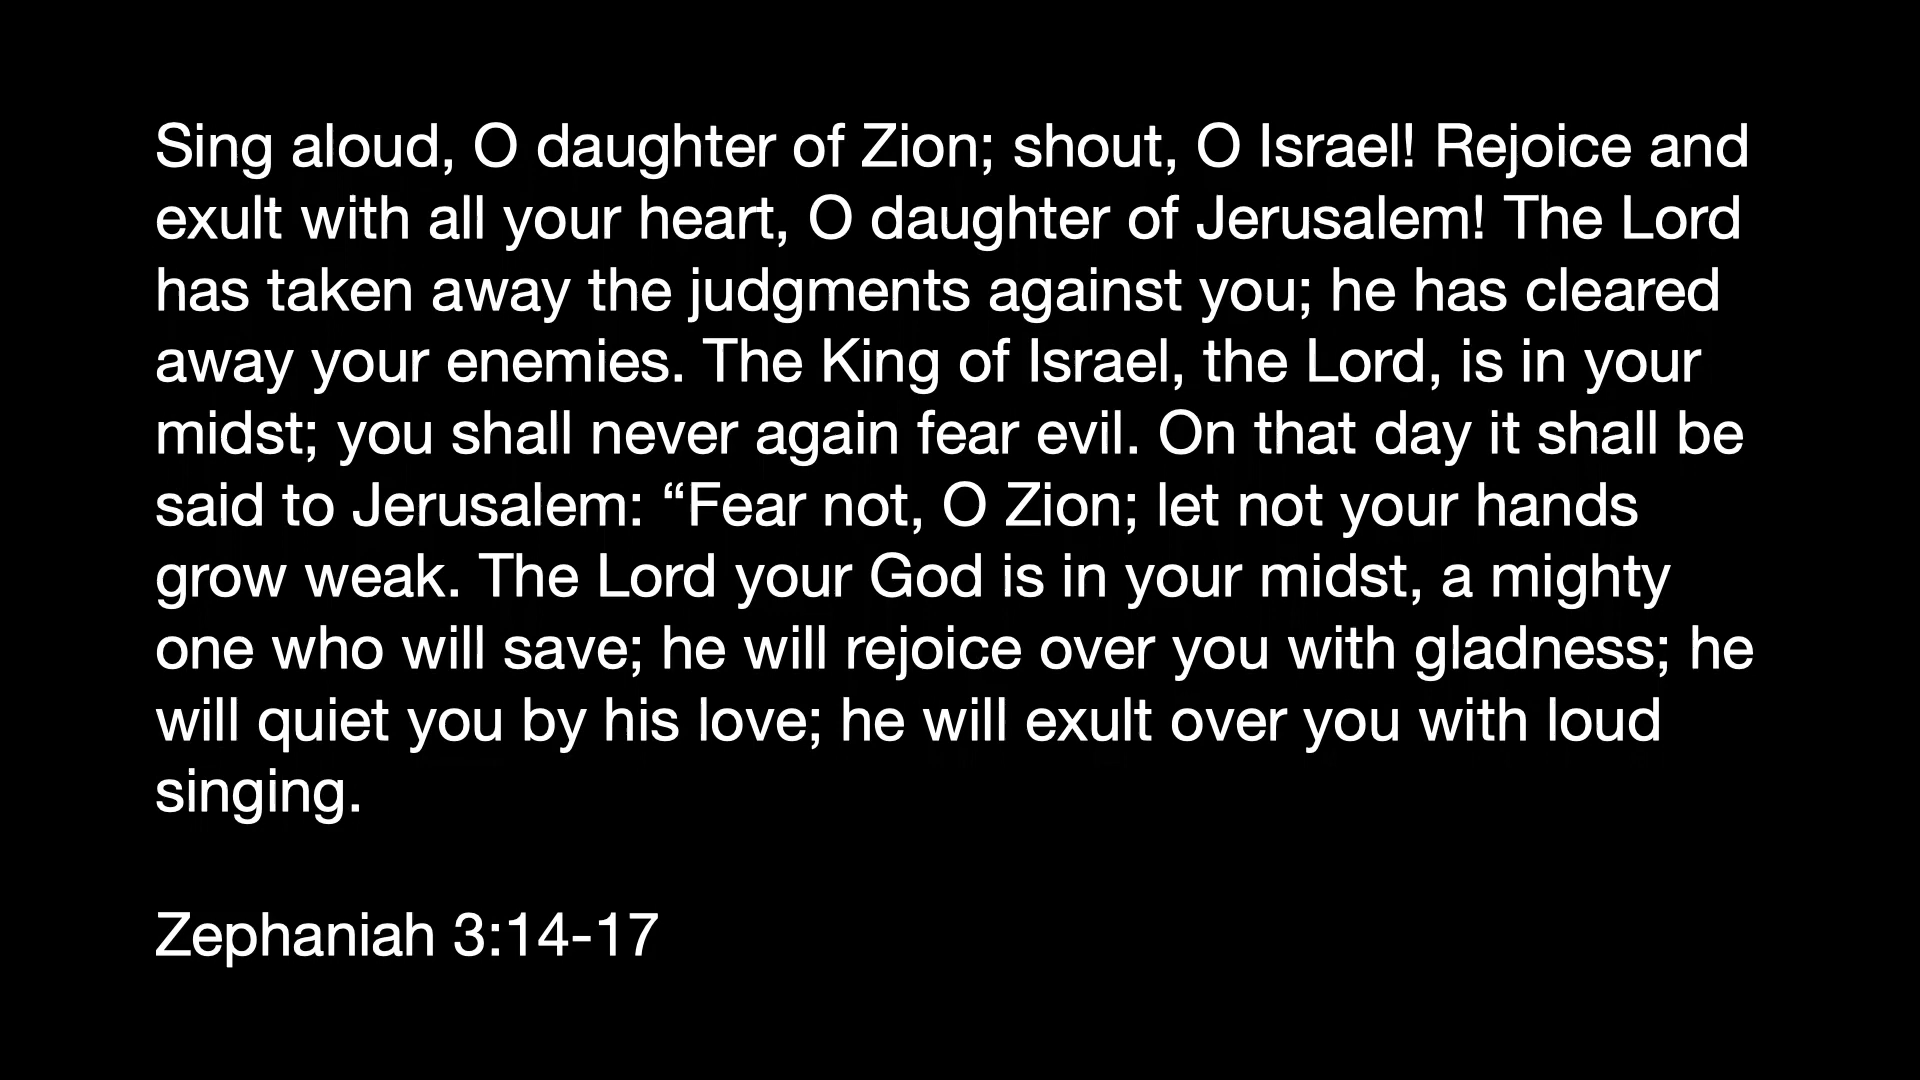 Sing aloud, O daughter of Zion; shout, O Israel! Rejoice and
exult with all your heart, O daughter of Jerusalem! The Lord
has taken away the judgments against you; he has cleared
away your enemies. The King of Israel, the Lord, is in your
midst; you shall never again fear evil. On that day it shall be
said to Jerusalem: “Fear not, O Zion; let not your hands
grow weak. The Lord your God is in your midst, a mighty
one who will save; he will rejoice over you with gladness; he
will quiet you by his love; he will exult over you with loud
singing.
Zephaniah 3:14-17